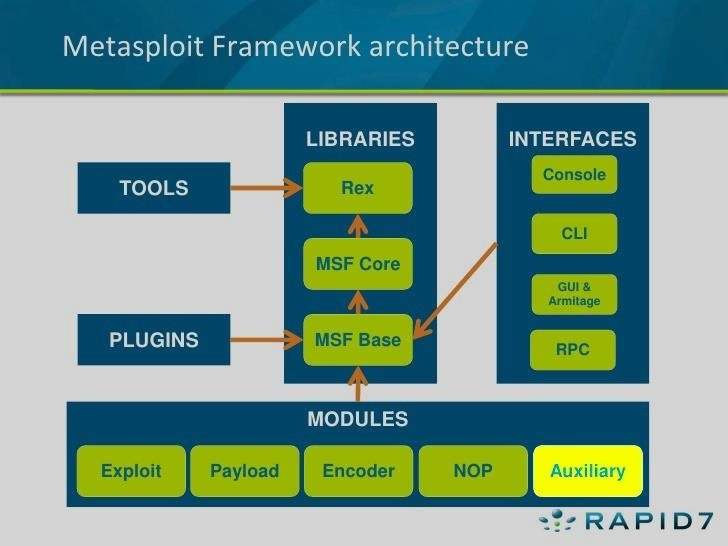 Metasploit Framework architecture
LIBRARIES
INTERFACES
TOOLS
Rex
Console
CLI
MSF Core
GUI &
Armitage
PLUGINS
MSF Base
RPC
MODULES
Exploit
Payload
Encoder
NOP
Auxiliary
RAPID7